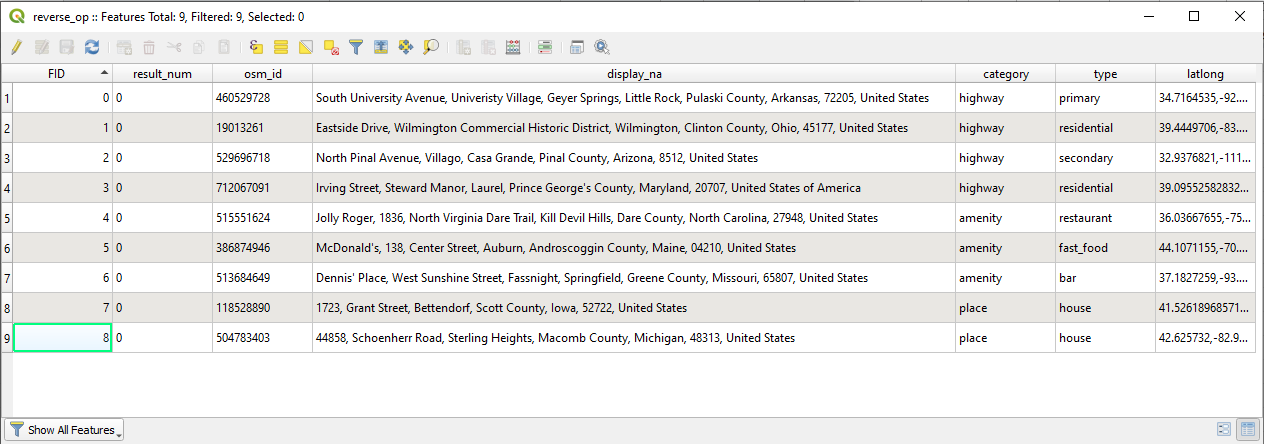 reverse_op :: Features Total: 9, Filtered: 9, Selected: 0
FID result_num osm_id display_na category type latlong
1 0 0 460529728 South University Avenue, Univeristy Village, Geyer Springs, Little Rock, Pulaski County, Arkansas, 72205, United States highway primary 34.7164535,-92....
2 1 0 19013261 Eastside Drive, Wilmington Commercial Historic District, Wilmington, Clinton County, Ohio, 45177, United States highway residential 39.4449706,-83....
3 2 0 529696718 North Pinal Avenue, Villago, Casa Grande, Pinal County, Arizona, 8512, United States highway secondary 32.9376821,-111...
4 3 0 712067091 Irving Street, Steward Manor, Laurel, Prince George's County, Maryland, 20707, United States of America highway residential 39.09552582832...
5 4 0 515551624 Jolly Roger, 1836, North Virginia Dare Trail, Kill Devil Hills, Dare County, North Carolina, 27948, United States amenity restaurant 36.03667655,-75...
6 5 0 386874946 McDonald's, 138, Center Street, Auburn, Androscoggin County, Maine, 04210, United States amenity fast_food 44.1071155,-70....
7 6 0 513684649 Dennis' Place, West Sunshine Street, Fassnight, Springfield, Greene County, Missouri, 65807, United States amenity bar 37.1827259,-93....
8 7 0 118528890 1723, Grant Street, Bettendorf, Scott County, Iowa, 52722, United States place house 41.52618968571...
9 8 0 504783403 44858, Schoenherr Road, Sterling Heights, Macomb County, Michigan, 48313, United States place house 42.625732,-82.9...
Show All Features